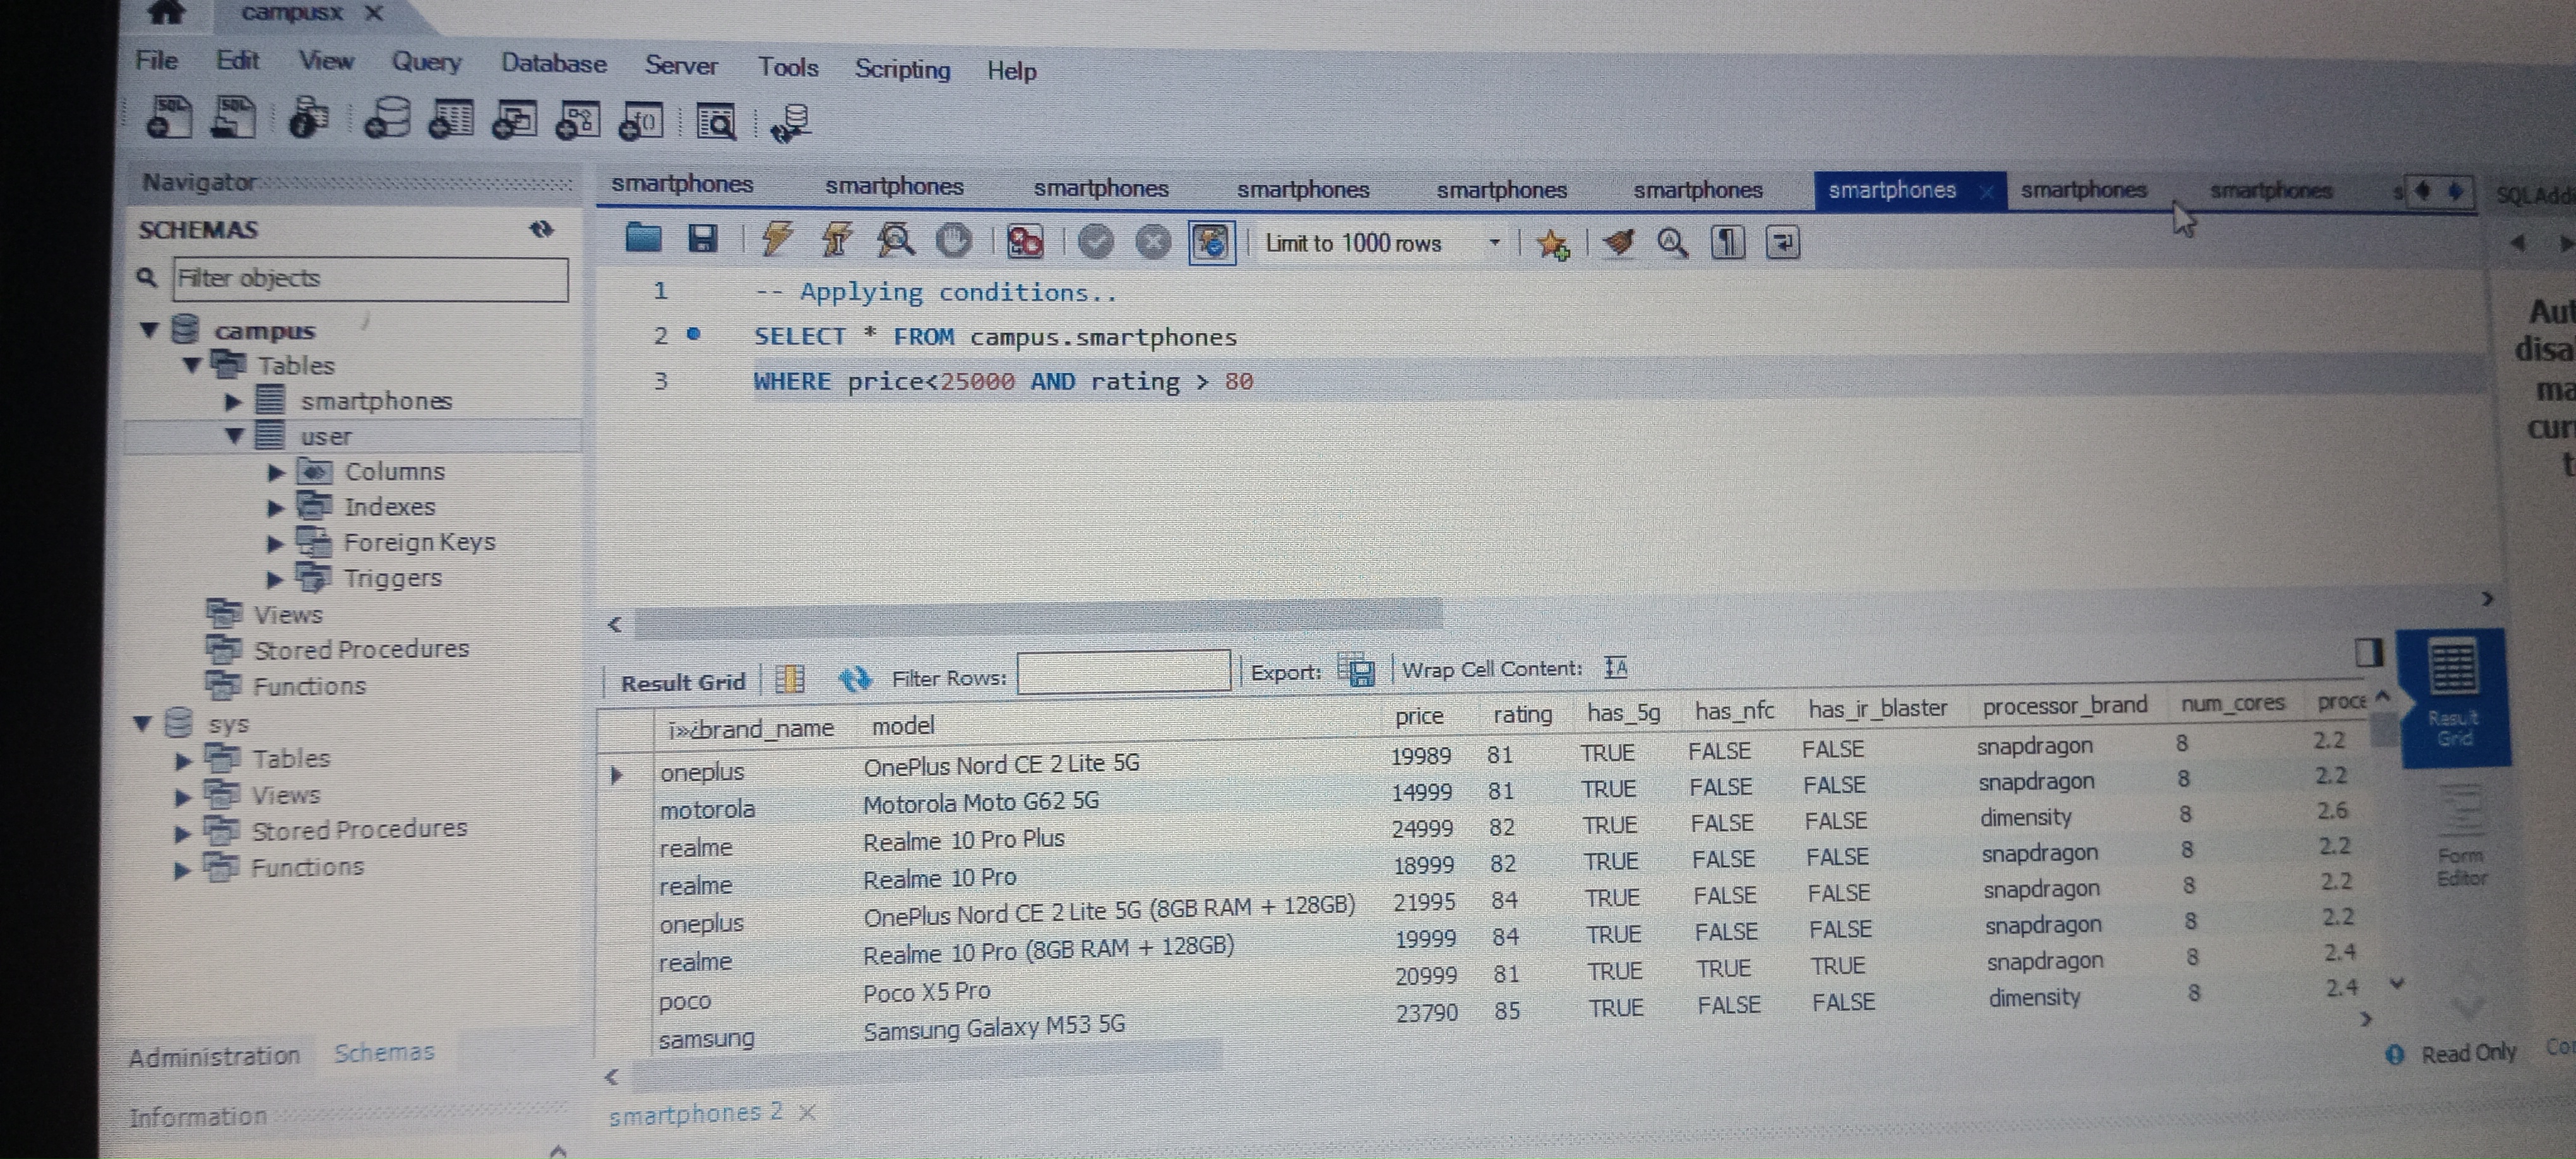 campusx
File Edit View Query Database Server Tools Scripting Help
Navigator
SCHEMAS
Filter objects
campus
Tables
smartphones
user
Columns
Indexes
Foreign Keys
Triggers
Views
Stored Procedures
Functions
sys
Tables
Views
Stored Procedures
Functions
Administration Schemas
Information
smartphones smartphones smartphones smartphones smartphones smartphones smartphones smartphones smartphones s
Limit to 1000 rows
1 -- Applying conditions..
2 SELECT * FROM campus.smartphones
3 WHERE price<25000 AND rating > 80
Result Grid Filter Rows: Export: Wrap Cell Content:
ï»¿brand_name model price rating has_5g has_nfc has_ir_blaster processor_brand num_cores proce
oneplus OnePlus Nord CE 2 Lite 5G 19989 81 TRUE FALSE FALSE snapdragon 8 2.2
motorola Motorola Moto G62 5G 14999 81 TRUE FALSE FALSE snapdragon 8 2.2
realme Realme 10 Pro Plus 24999 82 TRUE FALSE FALSE dimensity 8 2.6
realme Realme 10 Pro 18999 82 TRUE FALSE FALSE snapdragon 8 2.2
oneplus OnePlus Nord CE 2 Lite 5G (8GB RAM + 128GB) 21995 84 TRUE FALSE FALSE snapdragon 8 2.2
realme Realme 10 Pro (8GB RAM + 128GB) 19999 84 TRUE FALSE FALSE snapdragon 8 2.2
poco Poco X5 Pro 20999 81 TRUE TRUE TRUE snapdragon 8 2.4
samsung Samsung Galaxy M53 5G 23790 85 TRUE FALSE FALSE dimensity 8 2.4
smartphones 2
Result
Grid
Form
Editor
Read Only
SQLAdd
Aut
disa
ma
cur
t